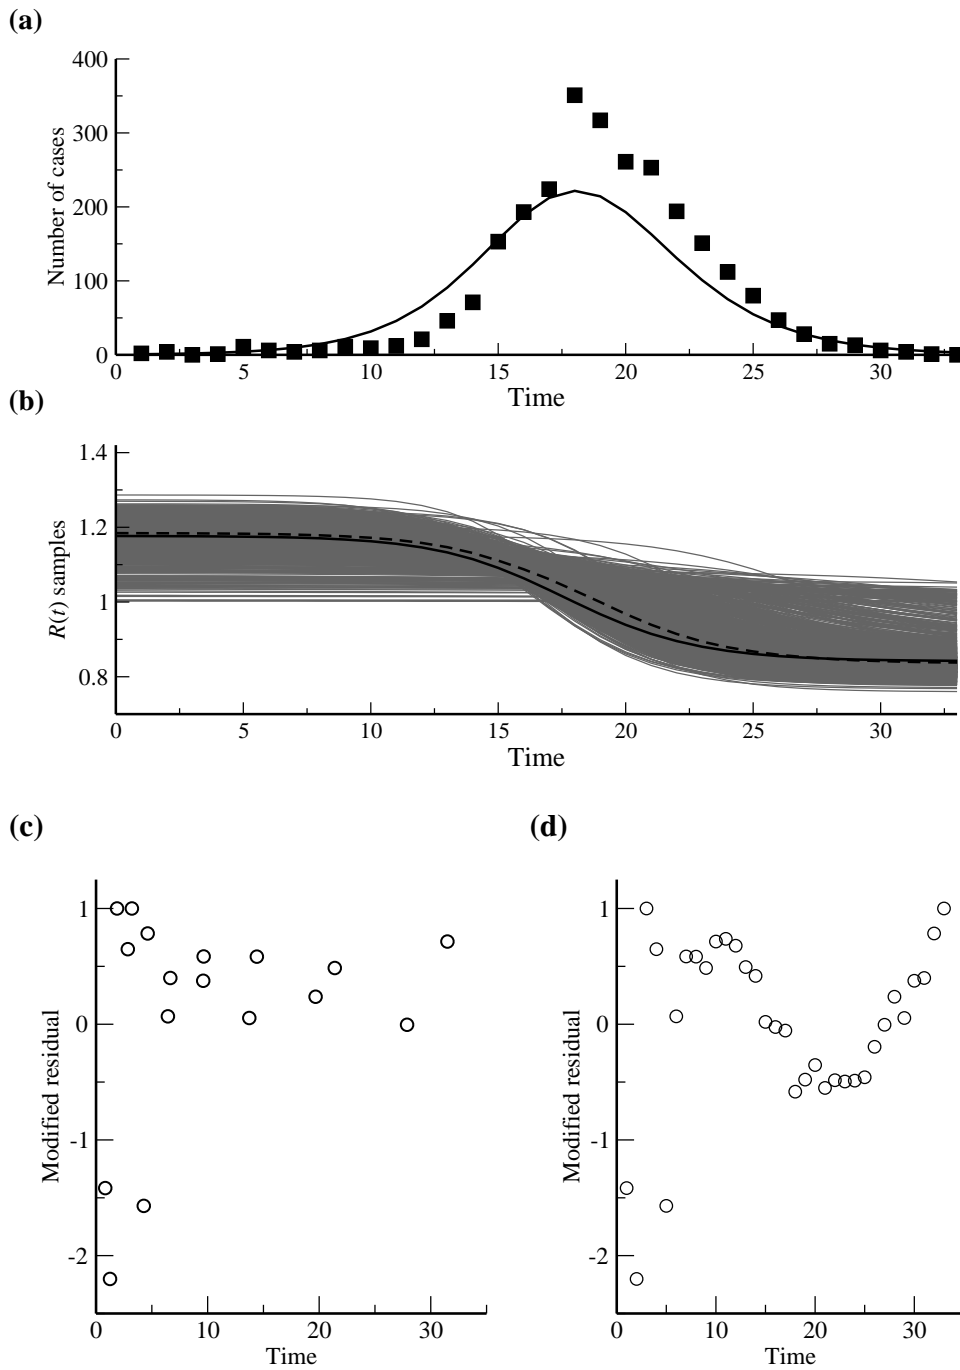 (a)
400
300
200
100
0
Number of cases
0 5 10 15 20 25 30
Time
(b)
1.4
1.2
1
0.8
R(t) samples
0 5 10 15 20 25 30
Time
(c)
1
0
-1
-2
Modified residual
0 10 20 30
Time
(d)
1
0
-1
-2
Modified residual
0 10 20 30
Time